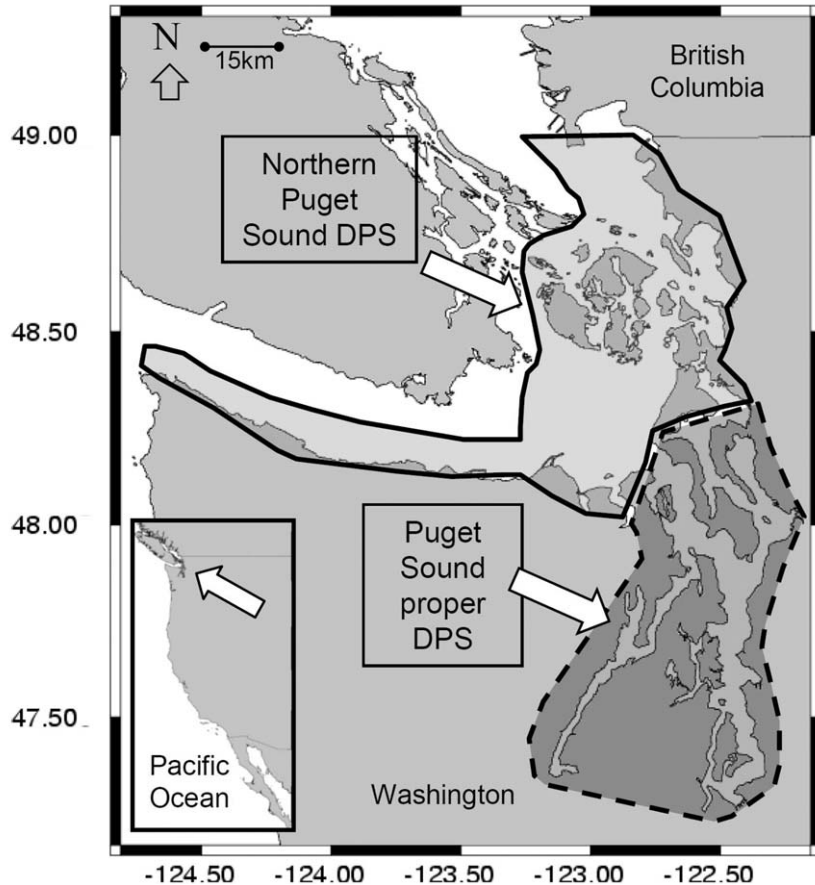 N
15km
British
Columbia
49.00
Northern
Puget
Sound DPS
48.50
48.00
Puget
Sound
proper
DPS
47.50
Pacific
Ocean
Washington
-124.50 -124.00 -123.50 -123.00 -122.50